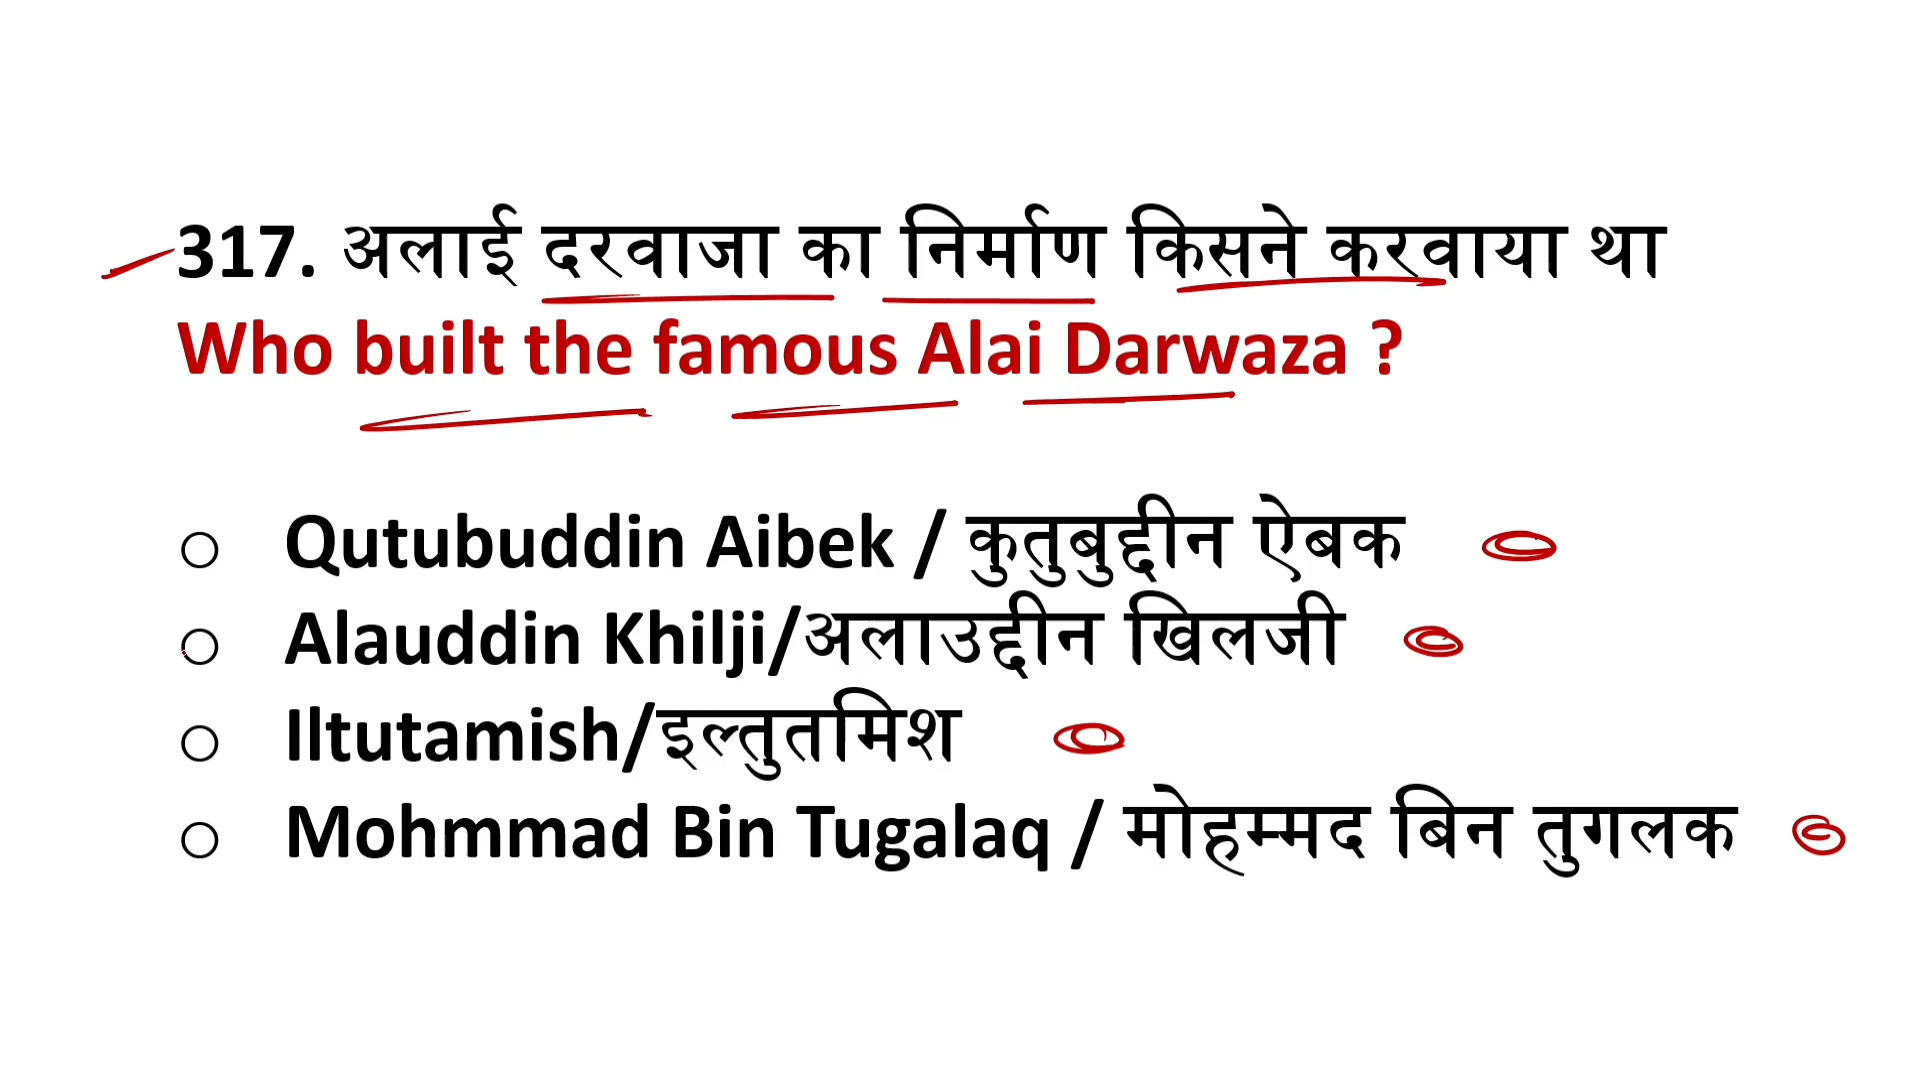 317. अलाई दरवाजा का निर्माण किसने करवाया था
Who built the famous Alai Darwaza ?
Qutubuddin Aibek / कुतुबुद्दीन ऐबक
Alauddin Khilji/अलाउद्दीन खिलजी
Iltutamish/इल्तुतमिश
Mohmmad Bin Tugalaq / मोहम्मद बिन तुगलक